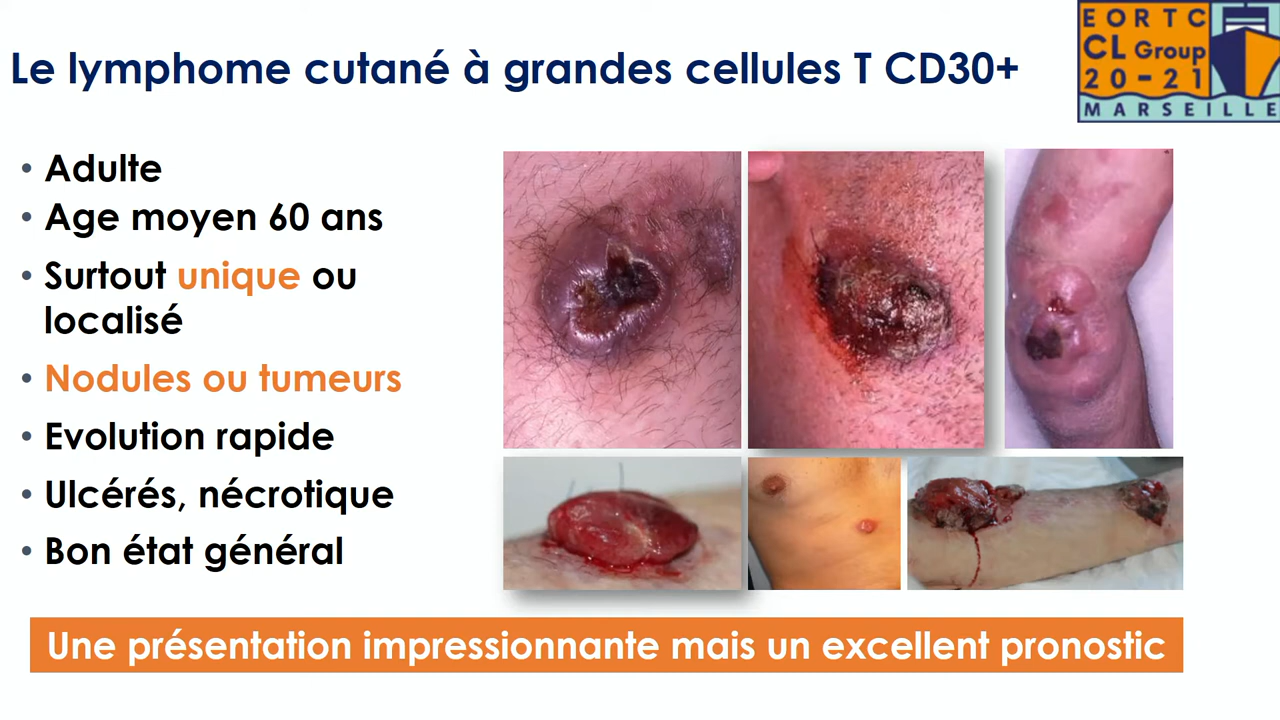 Le lymphome cutané à grandes cellules T CD30+
EORTC
CL Group
20-21
MARSEILLE
• Adulte
• Age moyen 60 ans
• Surtout unique ou
localisé
• Nodules ou tumeurs
• Evolution rapide
• Ulcérés, nécrotique
• Bon état général
Une présentation impressionnante mais un excellent pronostic